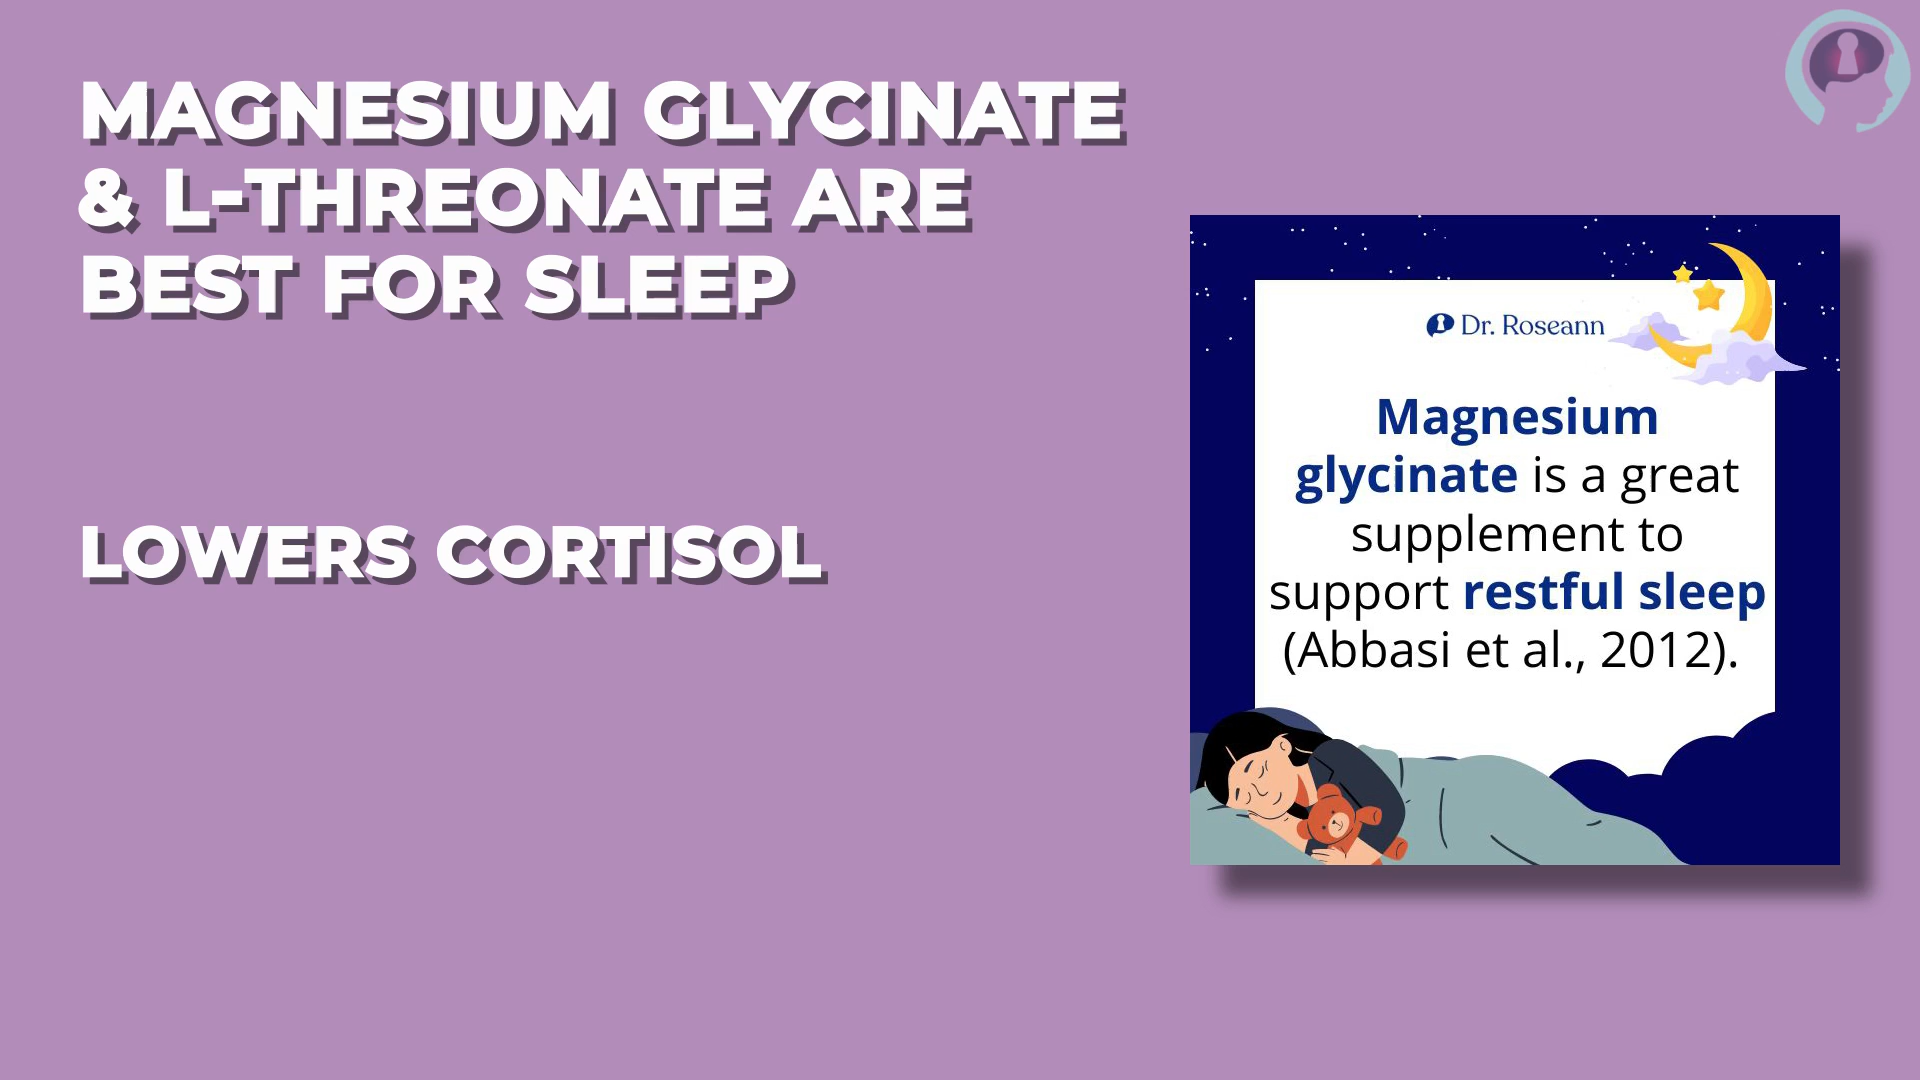 MAGNESIUM GLYCINATE
& L-THREONATE ARE
BEST FOR SLEEP
LOWERS CORTISOL
Dr. Roseann
Magnesium
glycinate is a great
supplement to
support restful sleep
(Abbasi et al., 2012).